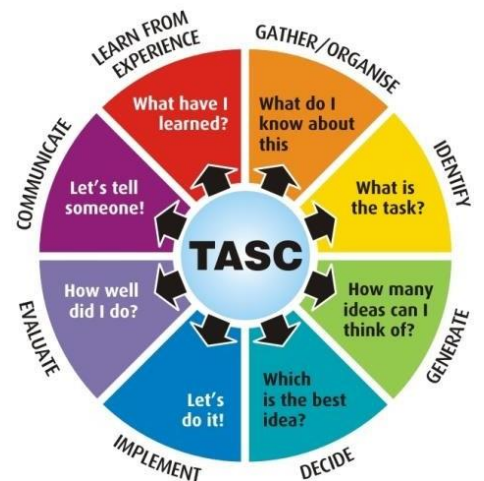 GATHER/ORGANISE
What do I
know about
this
IDENTIFY
What is
the task?
GENERATE
How many
ideas can I
think of?
DECIDE
Which
is the best
idea?
IMPLEMENT
Let's
do it!
EVALUATE
How well
did I do?
COMMUNICATE
Let's tell
someone!
LEARN FROM
EXPERIENCE
What have I
learned?
TASC